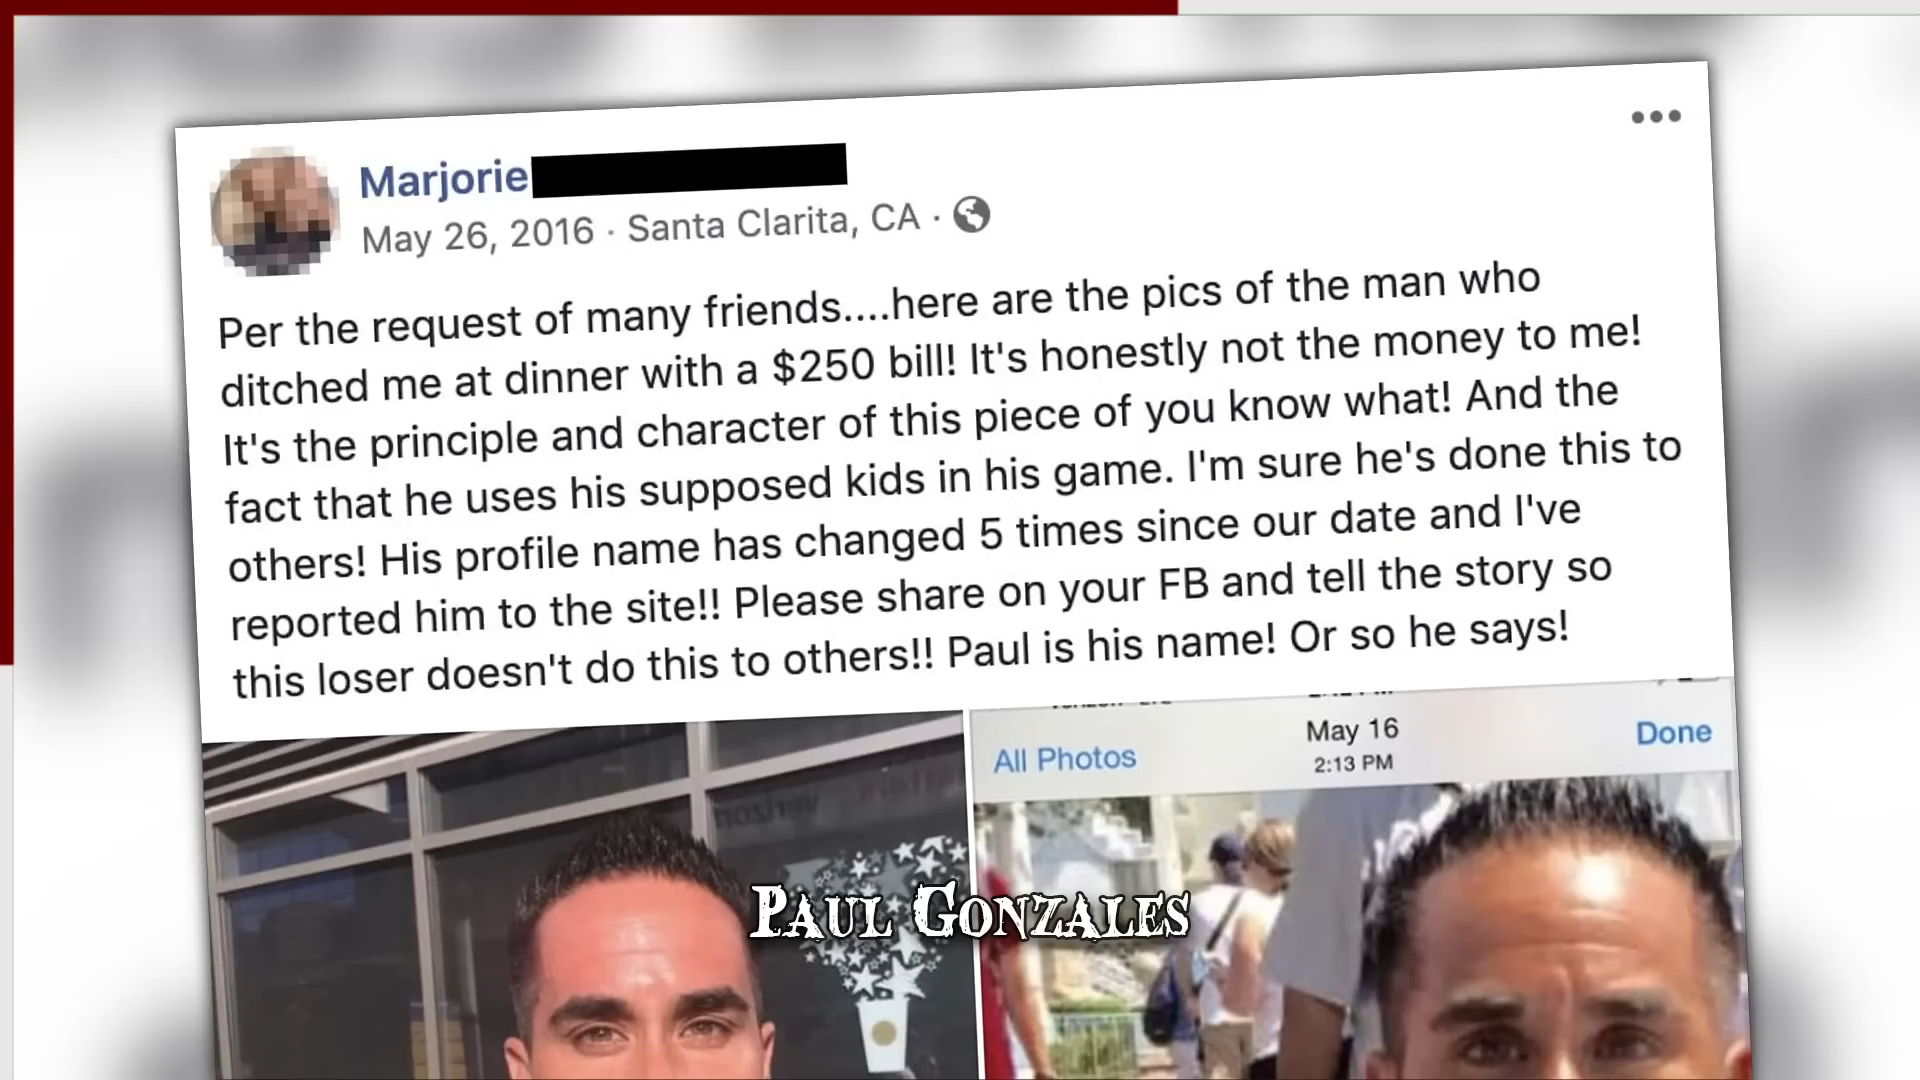 Marjorie
May 26, 2016 · Santa Clarita, CA ·
Per the request of many friends....here are the pics of the man who
ditched me at dinner with a $250 bill! It's honestly not the money to me!
It's the principle and character of this piece of you know what! And the
fact that he uses his supposed kids in his game. I'm sure he's done this to
others! His profile name has changed 5 times since our date and I've
reported him to the site!! Please share on your FB and tell the story so
this loser doesn't do this to others!! Paul is his name! Or so he says!
All Photos
May 16
2:13 PM
Done
verizon
Paul Gonzales